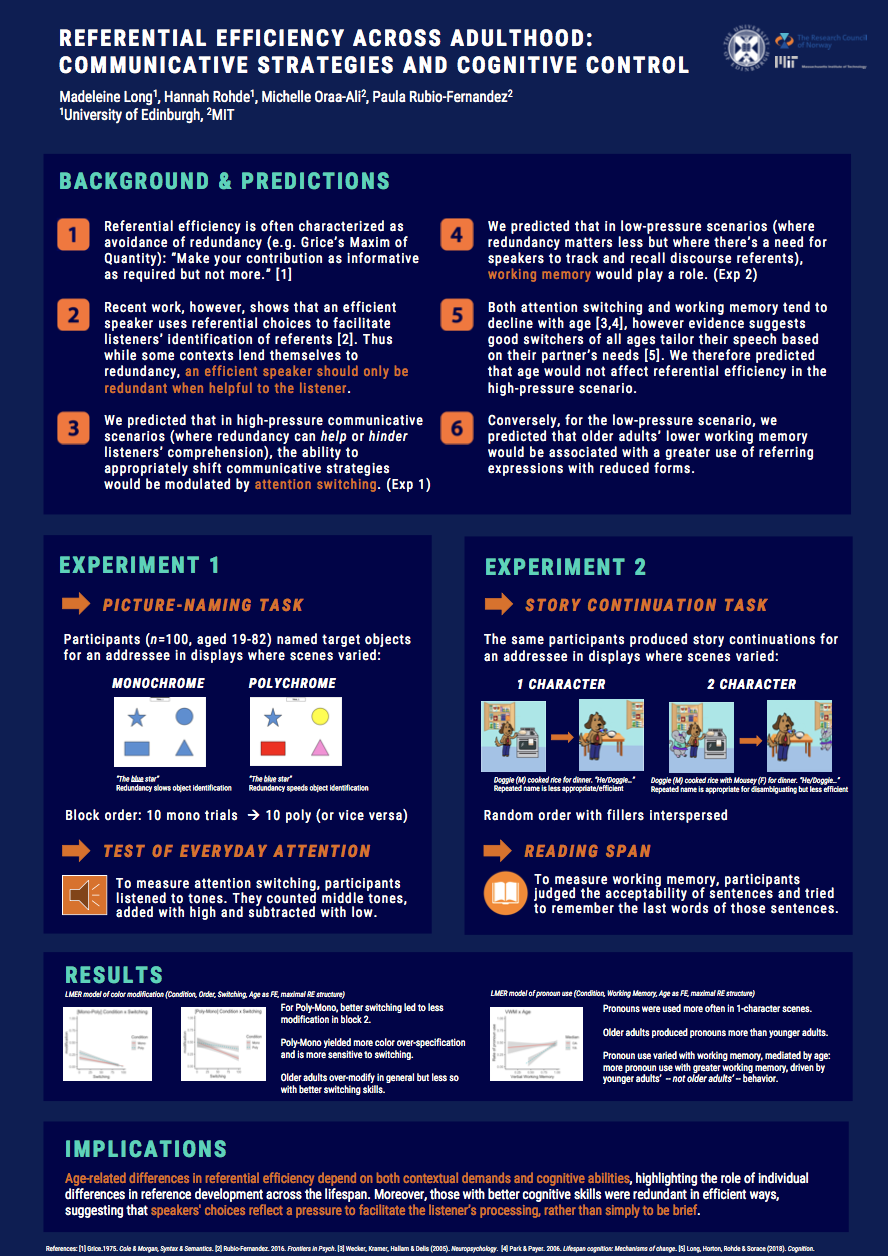 REFERENTIAL EFFICIENCY ACROSS ADULTHOOD:
COMMUNICATIVE STRATEGIES AND COGNITIVE CONTROL
Madeleine Long¹, Hannah Rohde¹, Michelle Oraa-Ali², Paula Rubio-Fernandez²
¹University of Edinburgh, ²MIT
The Research Council
of Norway
MIT
Massachusetts Institute of Technology
BACKGROUND & PREDICTIONS
1
Referential efficiency is often characterized as
avoidance of redundancy (e.g. Grice's Maxim of
Quantity): "Make your contribution as informative
as required but not more." [1]
2
Recent work, however, shows that an efficient
speaker uses referential choices to facilitate
listeners' identification of referents [2]. Thus
while some contexts lend themselves to
redundancy, an efficient speaker should only be
redundant when helpful to the listener.
3
We predicted that in high-pressure communicative
scenarios (where redundancy can help or hinder
listeners' comprehension), the ability to
appropriately shift communicative strategies
would be modulated by attention switching. (Exp 1)
4
We predicted that in low-pressure scenarios (where
redundancy matters less but where there's a need for
speakers to track and recall discourse referents),
working memory would play a role. (Exp 2)
5
Both attention switching and working memory tend to
decline with age [3,4], however evidence suggests
good switchers of all ages tailor their speech based
on their partner's needs [5]. We therefore predicted
that age would not affect referential efficiency in the
high-pressure scenario.
6
Conversely, for the low-pressure scenario, we
predicted that older adults' lower working memory
would be associated with a greater use of referring
expressions with reduced forms.
EXPERIMENT 1
PICTURE-NAMING TASK
Participants (n=100, aged 19-82) named target objects
for an addressee in displays where scenes varied:
MONOCHROME
POLYCHROME
"The blue star"
Redundancy slows object identification
"The blue star"
Redundancy speeds object identification
Block order: 10 mono trials → 10 poly (or vice versa)
TEST OF EVERYDAY ATTENTION
To measure attention switching, participants
listened to tones. They counted middle tones,
added with high and subtracted with low.
EXPERIMENT 2
STORY CONTINUATION TASK
The same participants produced story continuations for
an addressee in displays where scenes varied:
1 CHARACTER
2 CHARACTER
Doggie (M) cooked rice for dinner. "He/Doggie..."
Repeated name is less appropriate/efficient
Doggie (M) cooked rice with Mousey (F) for dinner. "He/Doggie..."
Repeated name is appropriate for disambiguating but less efficient
Random order with fillers interspersed
READING SPAN
To measure working memory, participants
judged the acceptability of sentences and tried
to remember the last words of those sentences.
RESULTS
LMER model of color modification (Condition, Order, Switching, Age as FE, maximal RE structure)
[Mono-Poly] Condition x Switching
Condition
Mono
Poly
Switching
[Poly-Mono] Condition x Switching
Condition
Mono
Poly
Switching
For Poly-Mono, better switching led to less
modification in block 2.
Poly-Mono yielded more color over-specification
and is more sensitive to switching.
Older adults over-modify in general but less so
with better switching skills.
LMER model of pronoun use (Condition, Working Memory, Age as FE, maximal RE structure)
VWM x Age
Rate of pronoun use
Verbal Working Memory
Median
Pronouns were used more often in 1-character scenes.
Older adults produced pronouns more than younger adults.
Pronoun use varied with working memory, mediated by age:
more pronoun use with greater working memory, driven by
younger adults' -- not older adults' -- behavior.
IMPLICATIONS
Age-related differences in referential efficiency depend on both contextual demands and cognitive abilities, highlighting the role of individual
differences in reference development across the lifespan. Moreover, those with better cognitive skills were redundant in efficient ways,
suggesting that speakers' choices reflect a pressure to facilitate the listener's processing, rather than simply to be brief.
References: [1] Grice.1975. Cole & Morgan, Syntax & Semantics. [2] Rubio-Fernandez. 2016. Frontiers in Psych. [3] Wecker, Kramer, Hallam & Delis (2005). Neuropsychology. [4] Park & Payer. 2006. Lifespan cognition: Mechanisms of change. [5] Long, Horton, Rohde & Sorace (2018). Cognition.